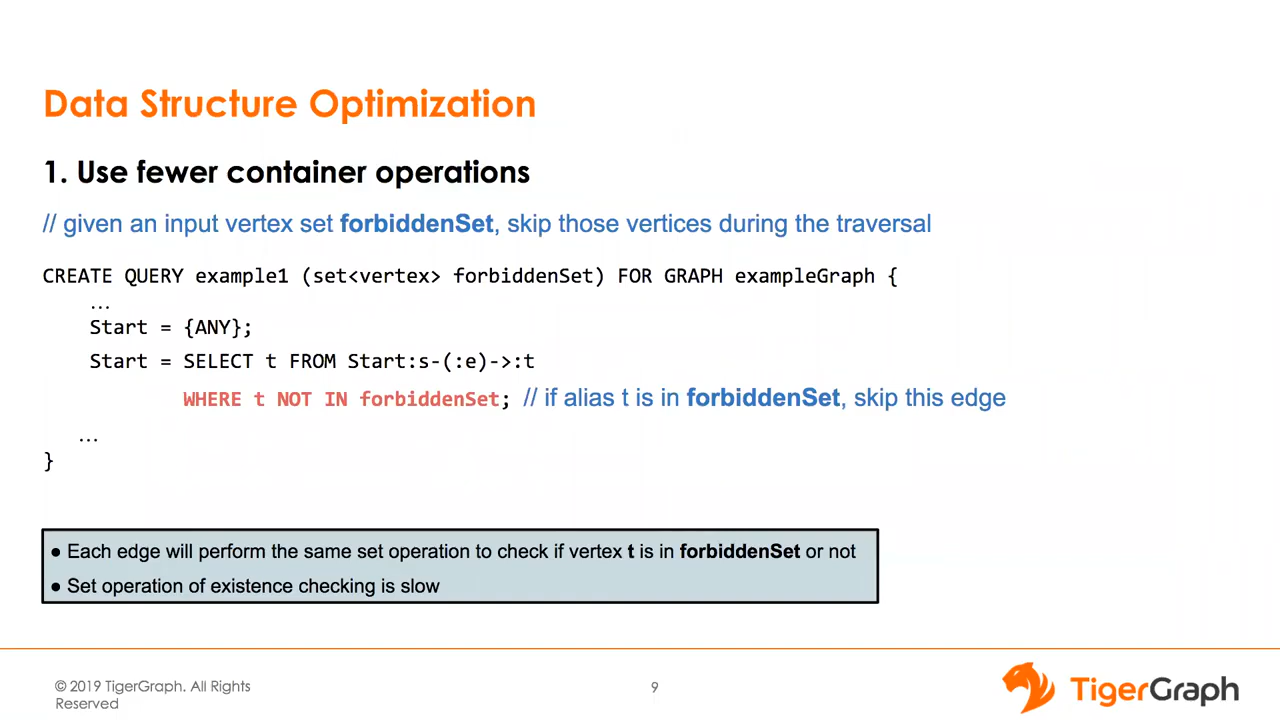 Data Structure Optimization
1. Use fewer container operations
// given an input vertex set forbiddenSet, skip those vertices during the traversal
CREATE QUERY example1 (set<vertex> forbiddenSet) FOR GRAPH exampleGraph {
…
Start = {ANY};
Start = SELECT t FROM Start:s-(:e)->:t
WHERE t NOT IN forbiddenSet; // if alias t is in forbiddenSet, skip this edge
…
}
● Each edge will perform the same set operation to check if vertex t is in forbiddenSet or not
● Set operation of existence checking is slow
© 2019 TigerGraph. All Rights
Reserved
9
TigerGraph